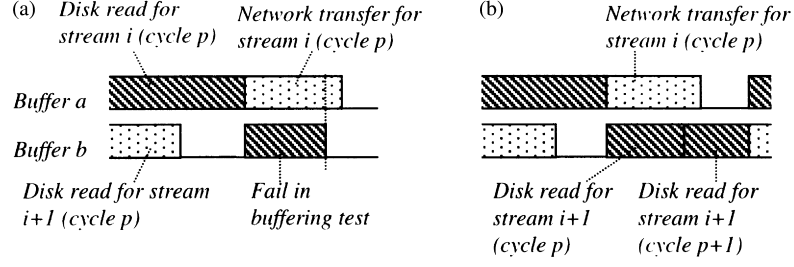 (a)
Disk read for
stream i (cycle p)
Network transfer for
stream i (cycle p)
Buffer a
Buffer b
Disk read for stream
i+1 (cycle p)
Fail in
buffering test
(b)
Network transfer for
stream i (cycle p)
Disk read for
stream i+1
(cycle p)
Disk read for
stream i+1
(cycle p+1)